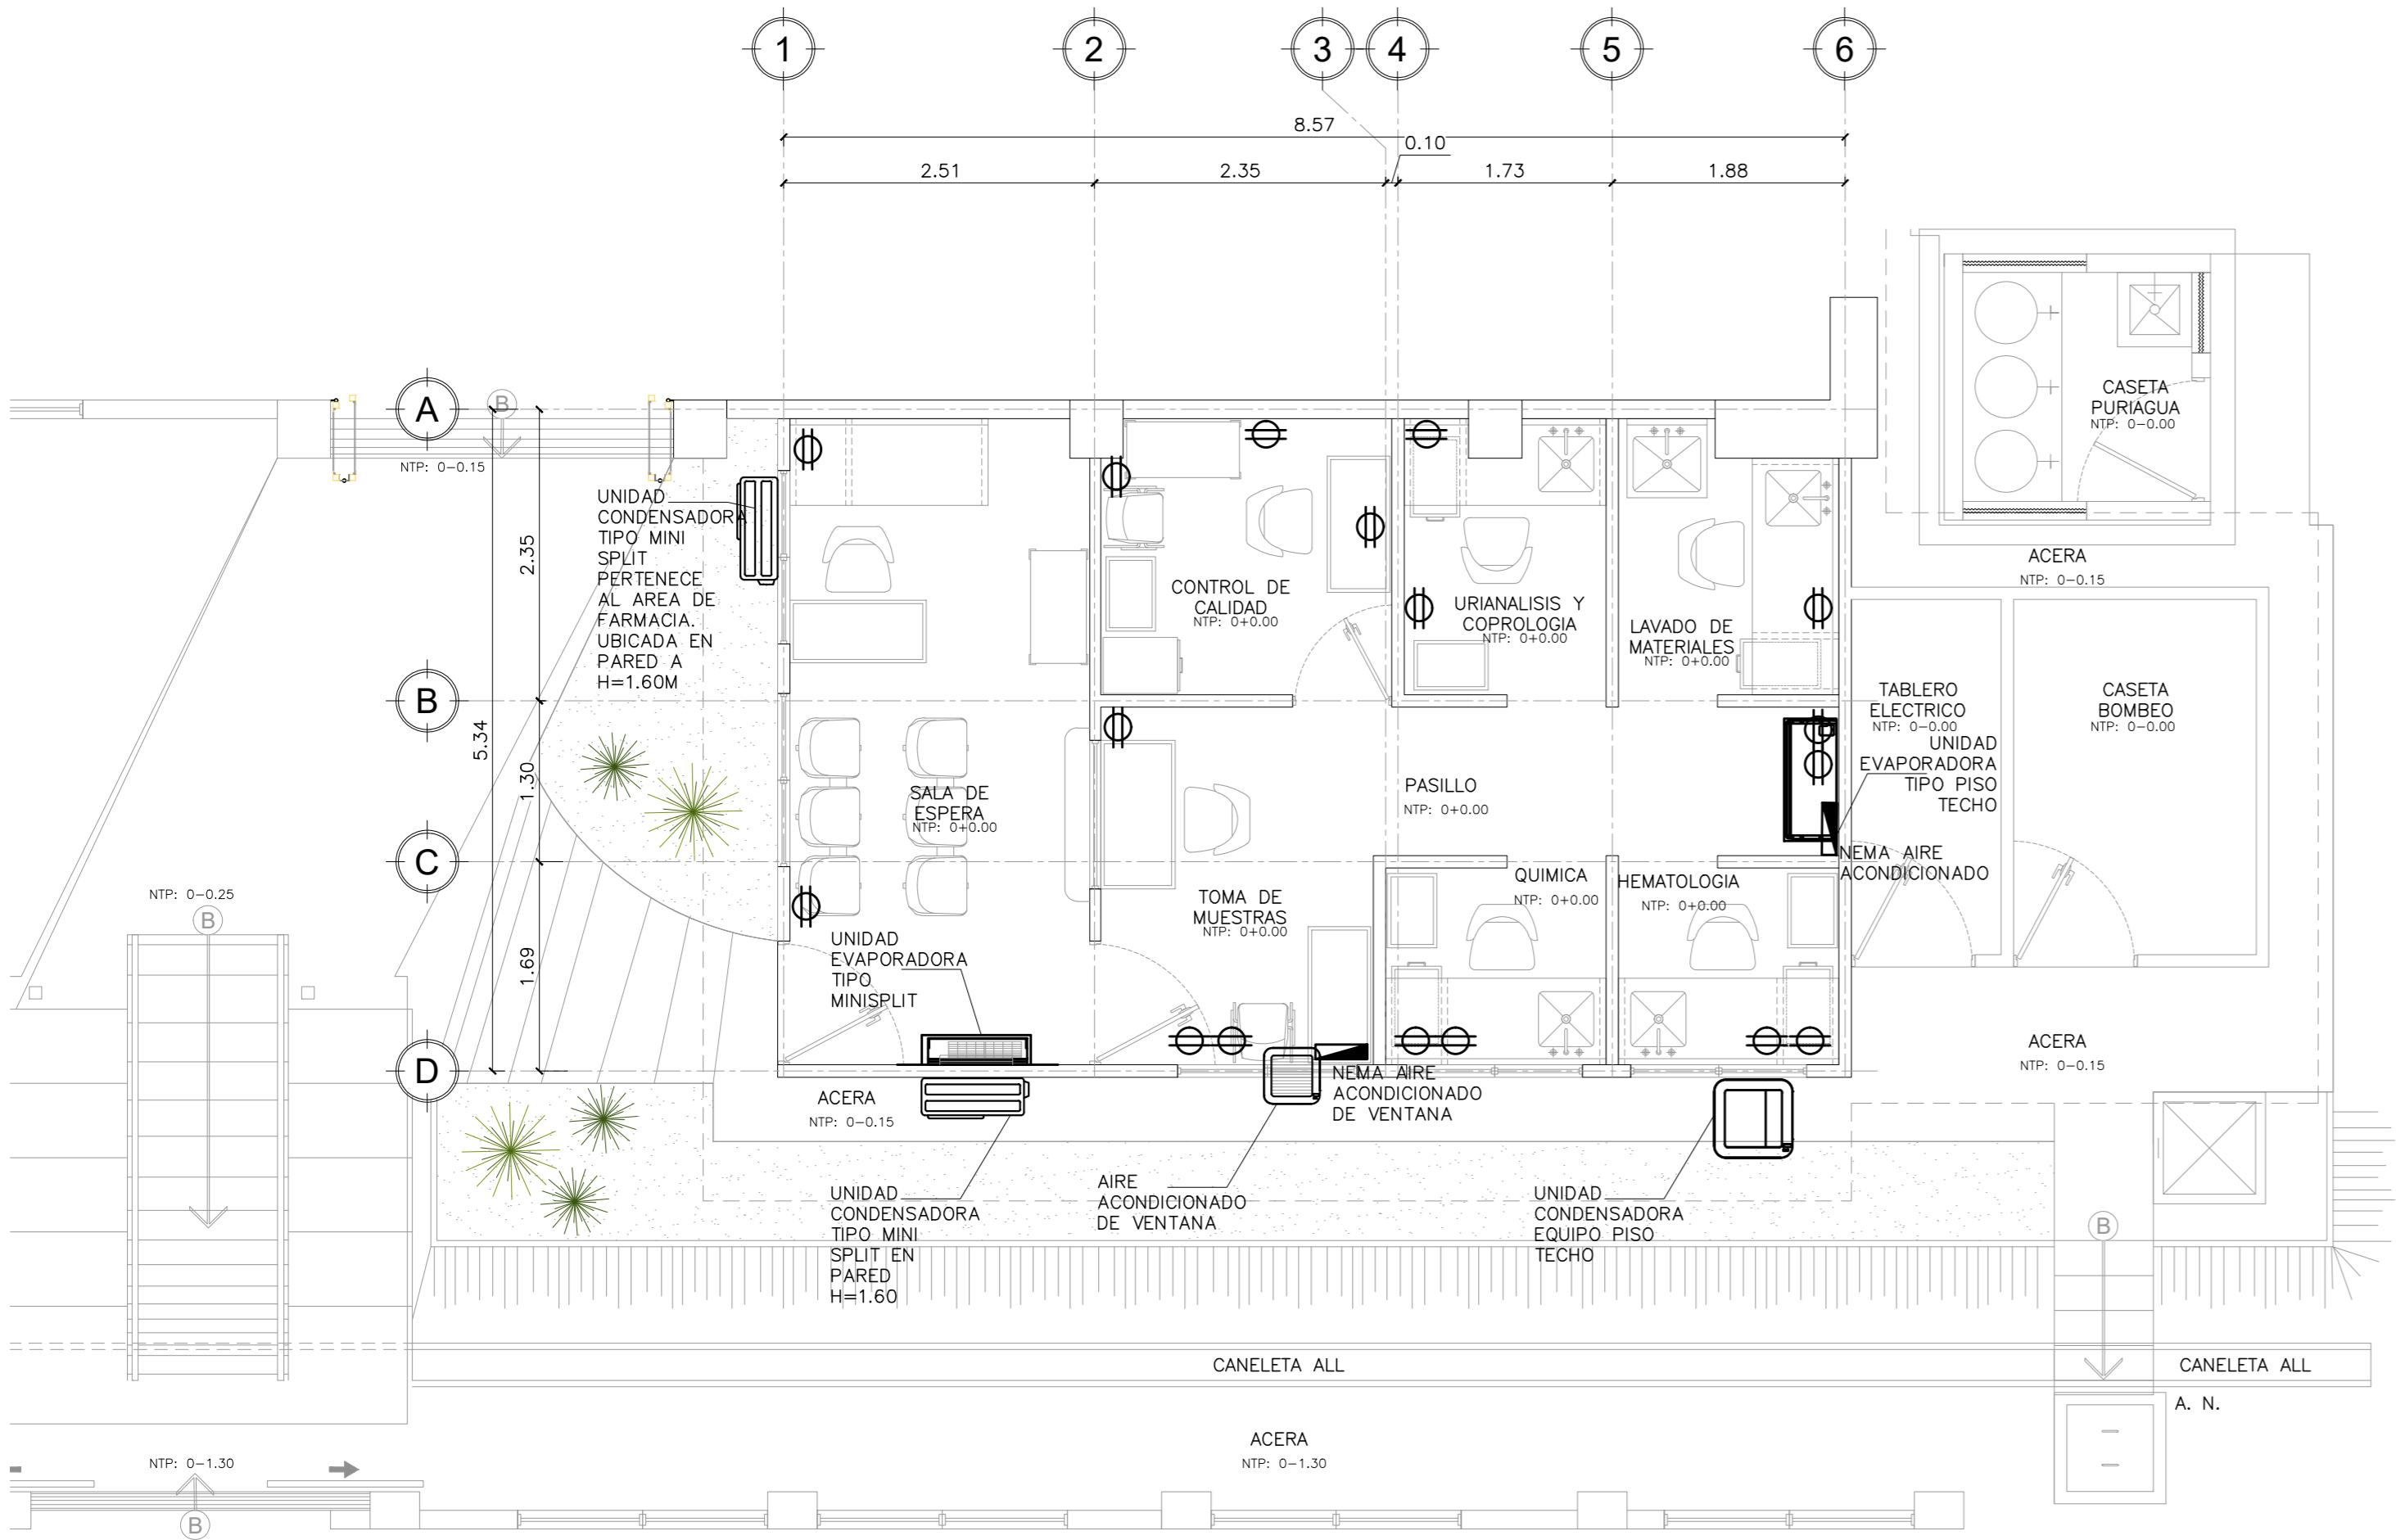 1
2
3
4
5
6
8.57
0.10
2.51
2.35
1.73
1.88
A
B
NTP: 0-0.15
UNIDAD
CONDENSADORA
TIPO MINI
SPLIT
PERTENECE
AL AREA DE
FARMACIA.
UBICADA EN
PARED A
H=1.60M
2.35
5.34
1.30
1.69
B
C
D
CASETA
PURIAGUA
NTP: 0-0.00
ACERA
NTP: 0-0.15
CONTROL DE
CALIDAD
NTP: 0+0.00
URIANALISIS Y
COPROLOGIA
NTP: 0+0.00
LAVADO DE
MATERIALES
NTP: 0+0.00
TABLERO
ELECTRICO
NTP: 0-0.00
CASETA
BOMBEO
NTP: 0-0.00
UNIDAD
EVAPORADORA
TIPO PISO
TECHO
SALA DE
ESPERA
NTP: 0+0.00
PASILLO
NTP: 0+0.00
NEMA AIRE
ACONDICIONADO
QUIMICA
NTP: 0+0.00
HEMATOLOGIA
NTP: 0+0.00
TOMA DE
MUESTRAS
NTP: 0+0.00
NTP: 0-0.25
B
UNIDAD
EVAPORADORA
TIPO
MINISPLIT
ACERA
NTP: 0-0.15
NEMA AIRE
ACONDICIONADO
DE VENTANA
ACERA
NTP: 0-0.15
UNIDAD
CONDENSADORA
TIPO MINI
SPLIT EN
PARED
H=1.60
AIRE
ACONDICIONADO
DE VENTANA
UNIDAD
CONDENSADORA
EQUIPO PISO
TECHO
B
CANELETA ALL
CANELETA ALL
A. N.
ACERA
NTP: 0-1.30
NTP: 0-1.30
B